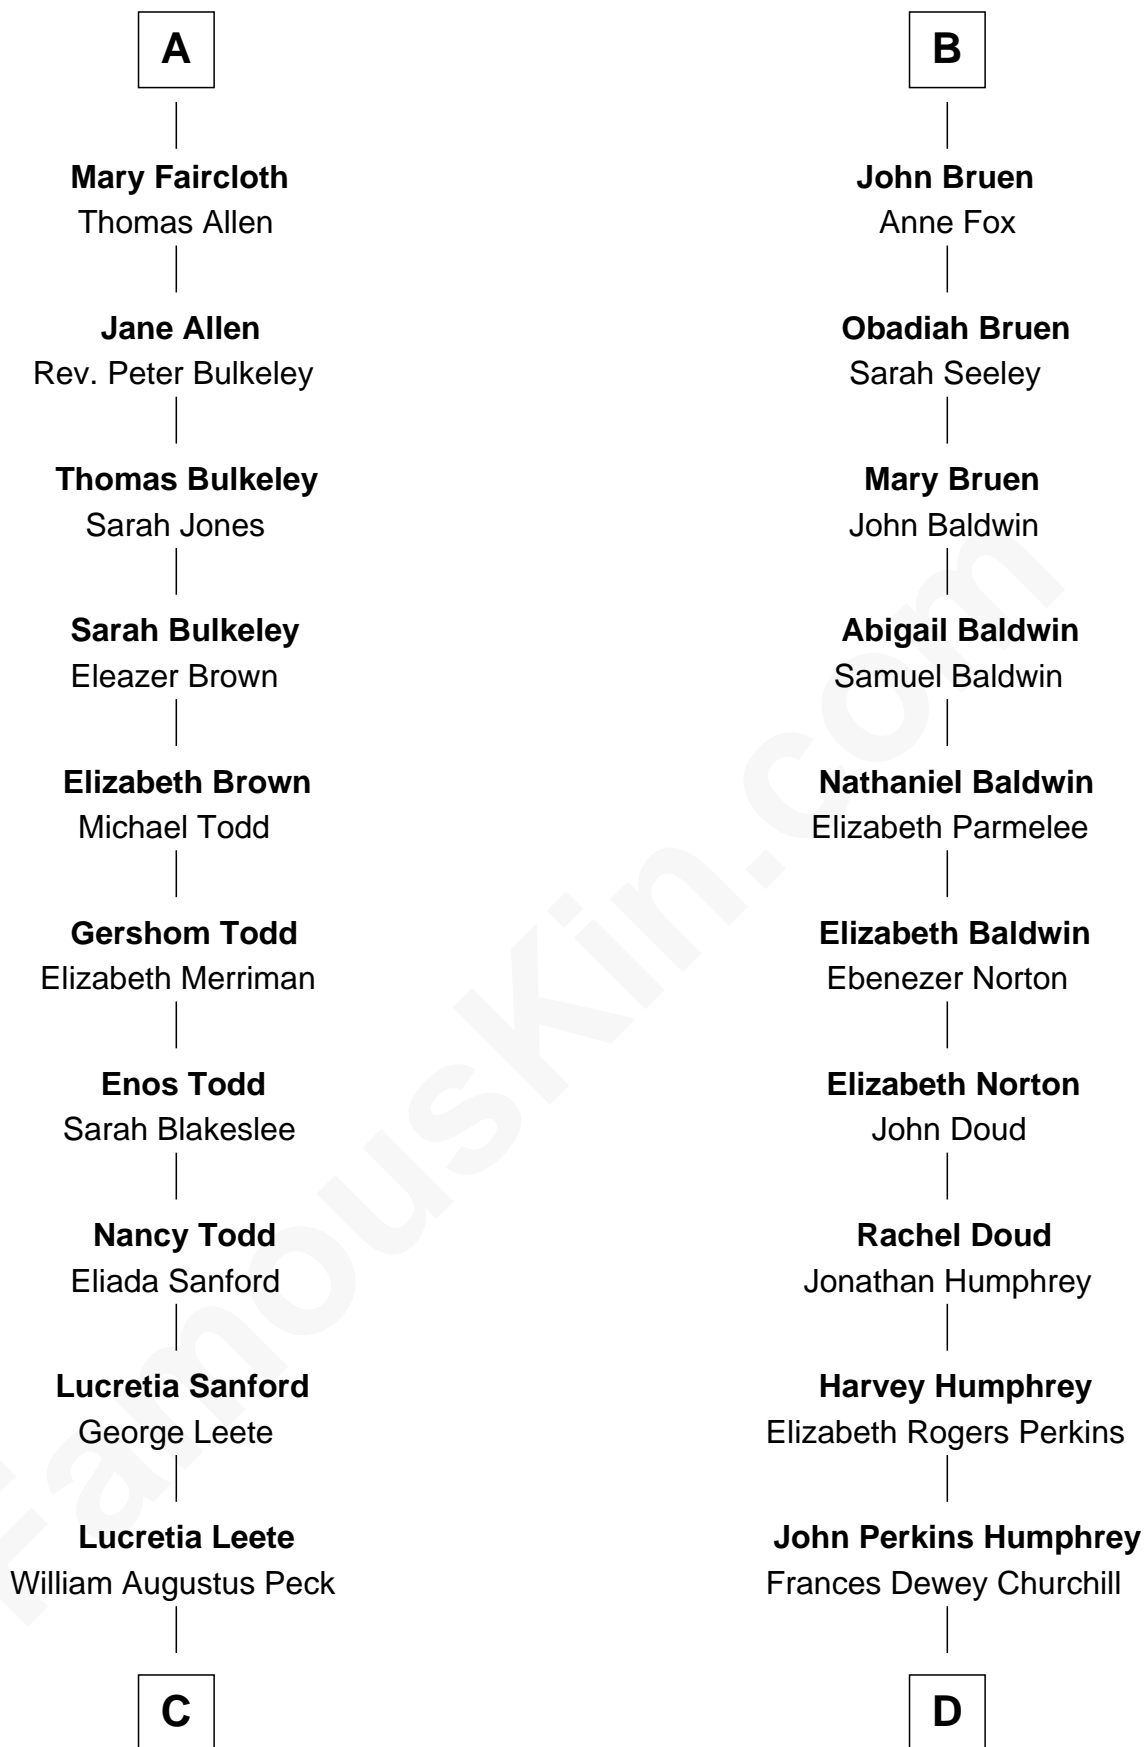 A
Mary Faircloth
Thomas Allen
Jane Allen
Rev. Peter Bulkeley
Thomas Bulkeley
Sarah Jones
Sarah Bulkeley
Eleazer Brown
Elizabeth Brown
Michael Todd
Gershom Todd
Elizabeth Merriman
Enos Todd
Sarah Blakeslee
Nancy Todd
Eliada Sanford
Lucretia Sanford
George Leete
Lucretia Leete
William Augustus Peck
C
B
John Bruen
Anne Fox
Obadiah Bruen
Sarah Seeley
Mary Bruen
John Baldwin
Abigail Baldwin
Samuel Baldwin
Nathaniel Baldwin
Elizabeth Parmelee
Elizabeth Baldwin
Ebenezer Norton
Elizabeth Norton
John Doud
Rachel Doud
Jonathan Humphrey
Harvey Humphrey
Elizabeth Rogers Perkins
John Perkins Humphrey
Frances Dewey Churchill
D
FamousKin.com